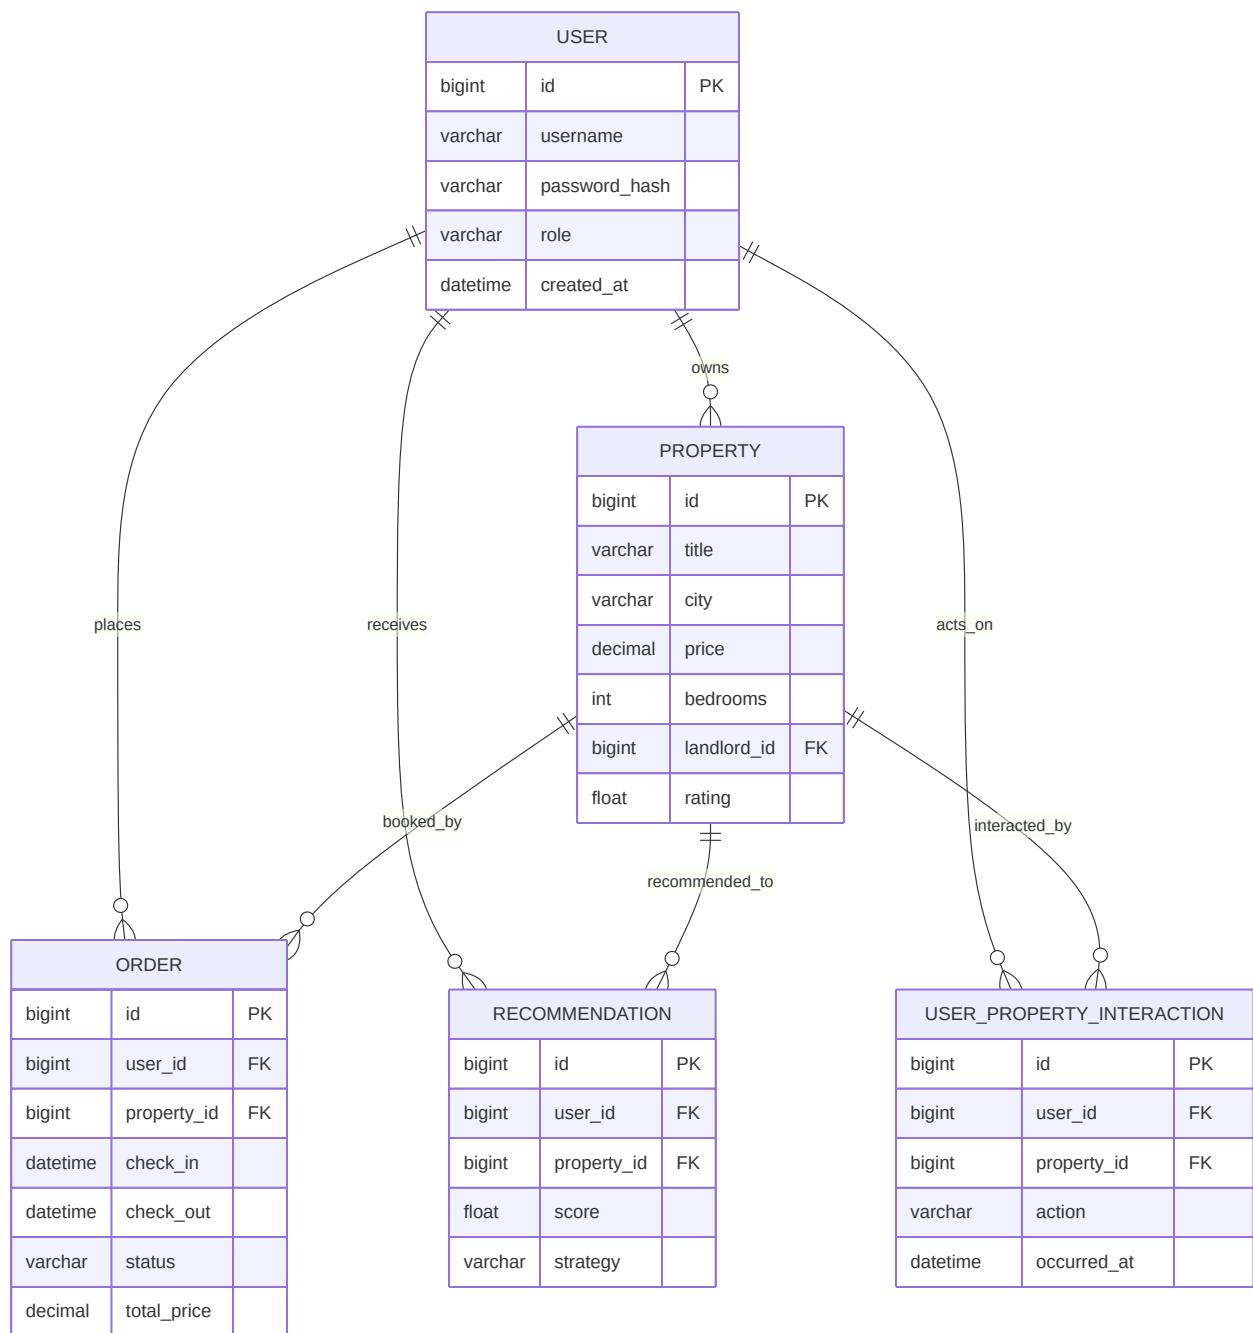 USER
bigint id PK
varchar username
varchar password_hash
varchar role
datetime created_at
owns
PROPERTY
bigint id PK
varchar title
varchar city
decimal price
int bedrooms
bigint landlord_id FK
float rating
places
receives
acts_on
booked_by
interacted_by
recommended_to
ORDER
bigint id PK
bigint user_id FK
bigint property_id FK
datetime check_in
datetime check_out
varchar status
decimal total_price
RECOMMENDATION
bigint id PK
bigint user_id FK
bigint property_id FK
float score
varchar strategy
USER_PROPERTY_INTERACTION
bigint id PK
bigint user_id FK
bigint property_id FK
varchar action
datetime occurred_at